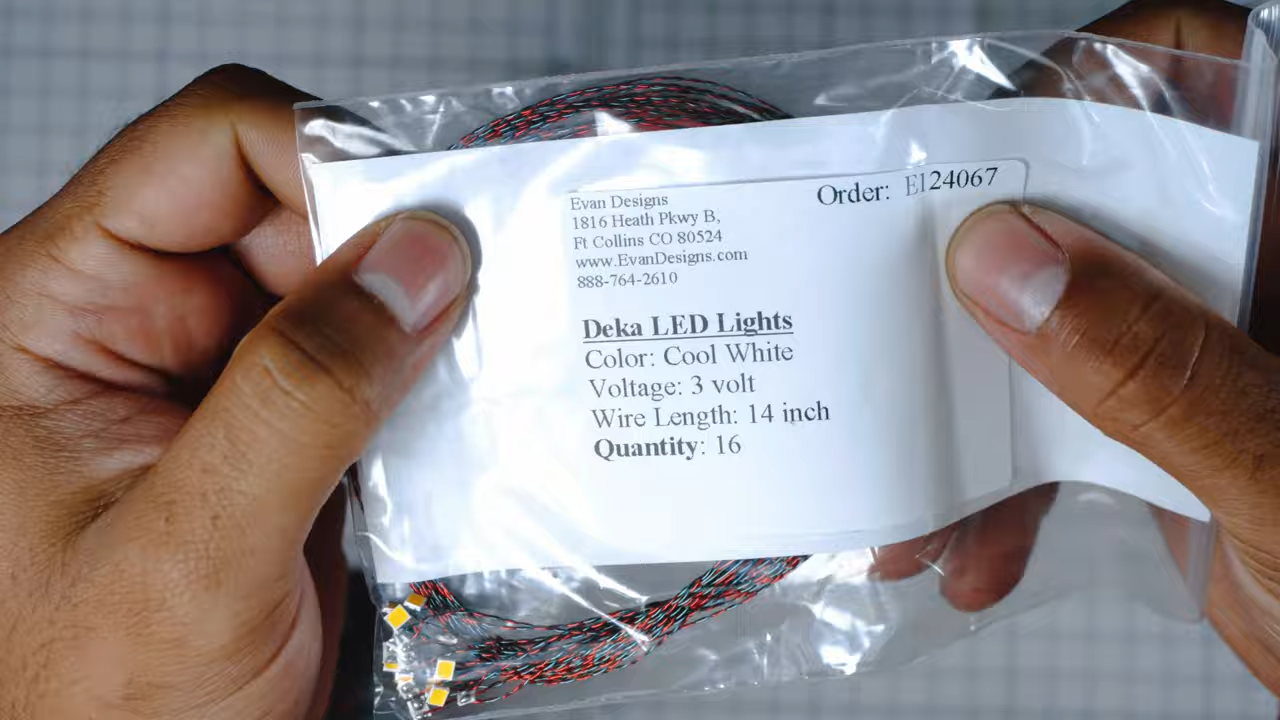 Evan Designs
1816 Heath Pkwy B,
Ft Collins CO 80524
www.EvanDesigns.com
888-764-2610
Order: E124067
Deka LED Lights
Color: Cool White
Voltage: 3 volt
Wire Length: 14 inch
Quantity: 16